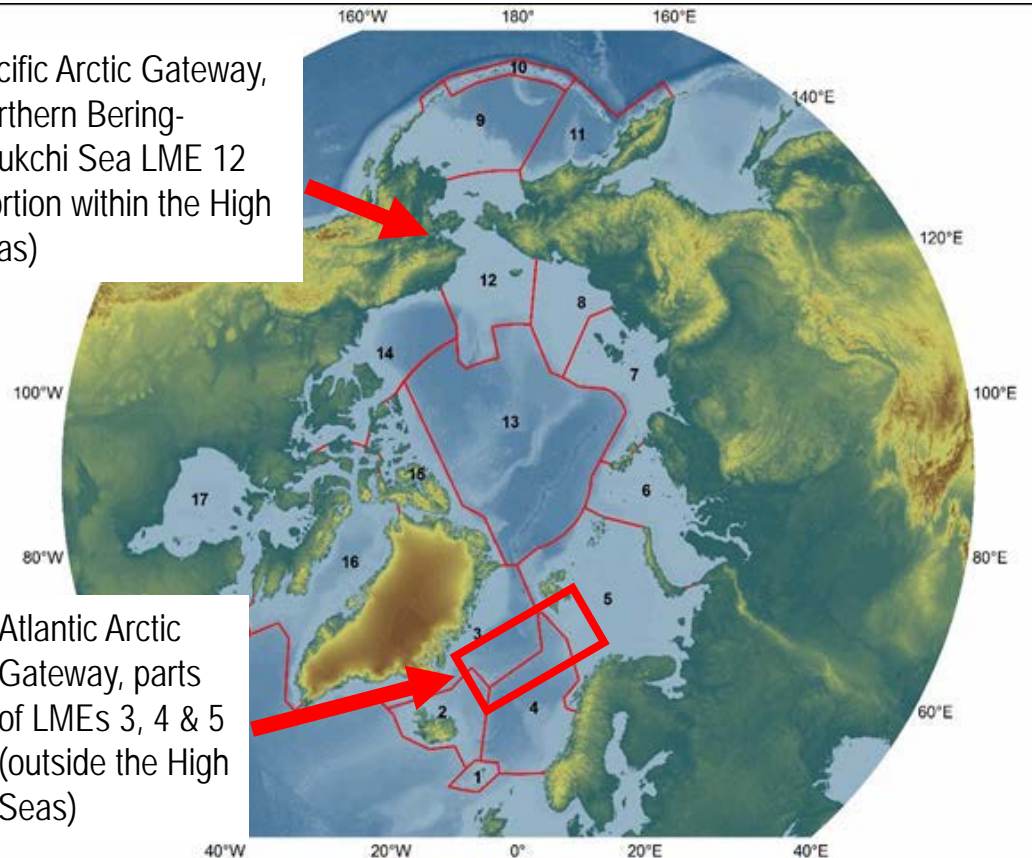 160°W 180° 160°E
cific Arctic Gateway,
rthern Bering-
ukchi Sea LME 12
ortion within the High
as)
10
140°E
9
11
120°E
12
8
14
7
100°W
100°E
13
15
6
17
80°W
16
80°E
5
Atlantic Arctic
Gateway, parts
of LMEs 3, 4 & 5
(outside the High
Seas)
3
2
4
60°E
1
40°W 20°W 0° 20°E 40°E